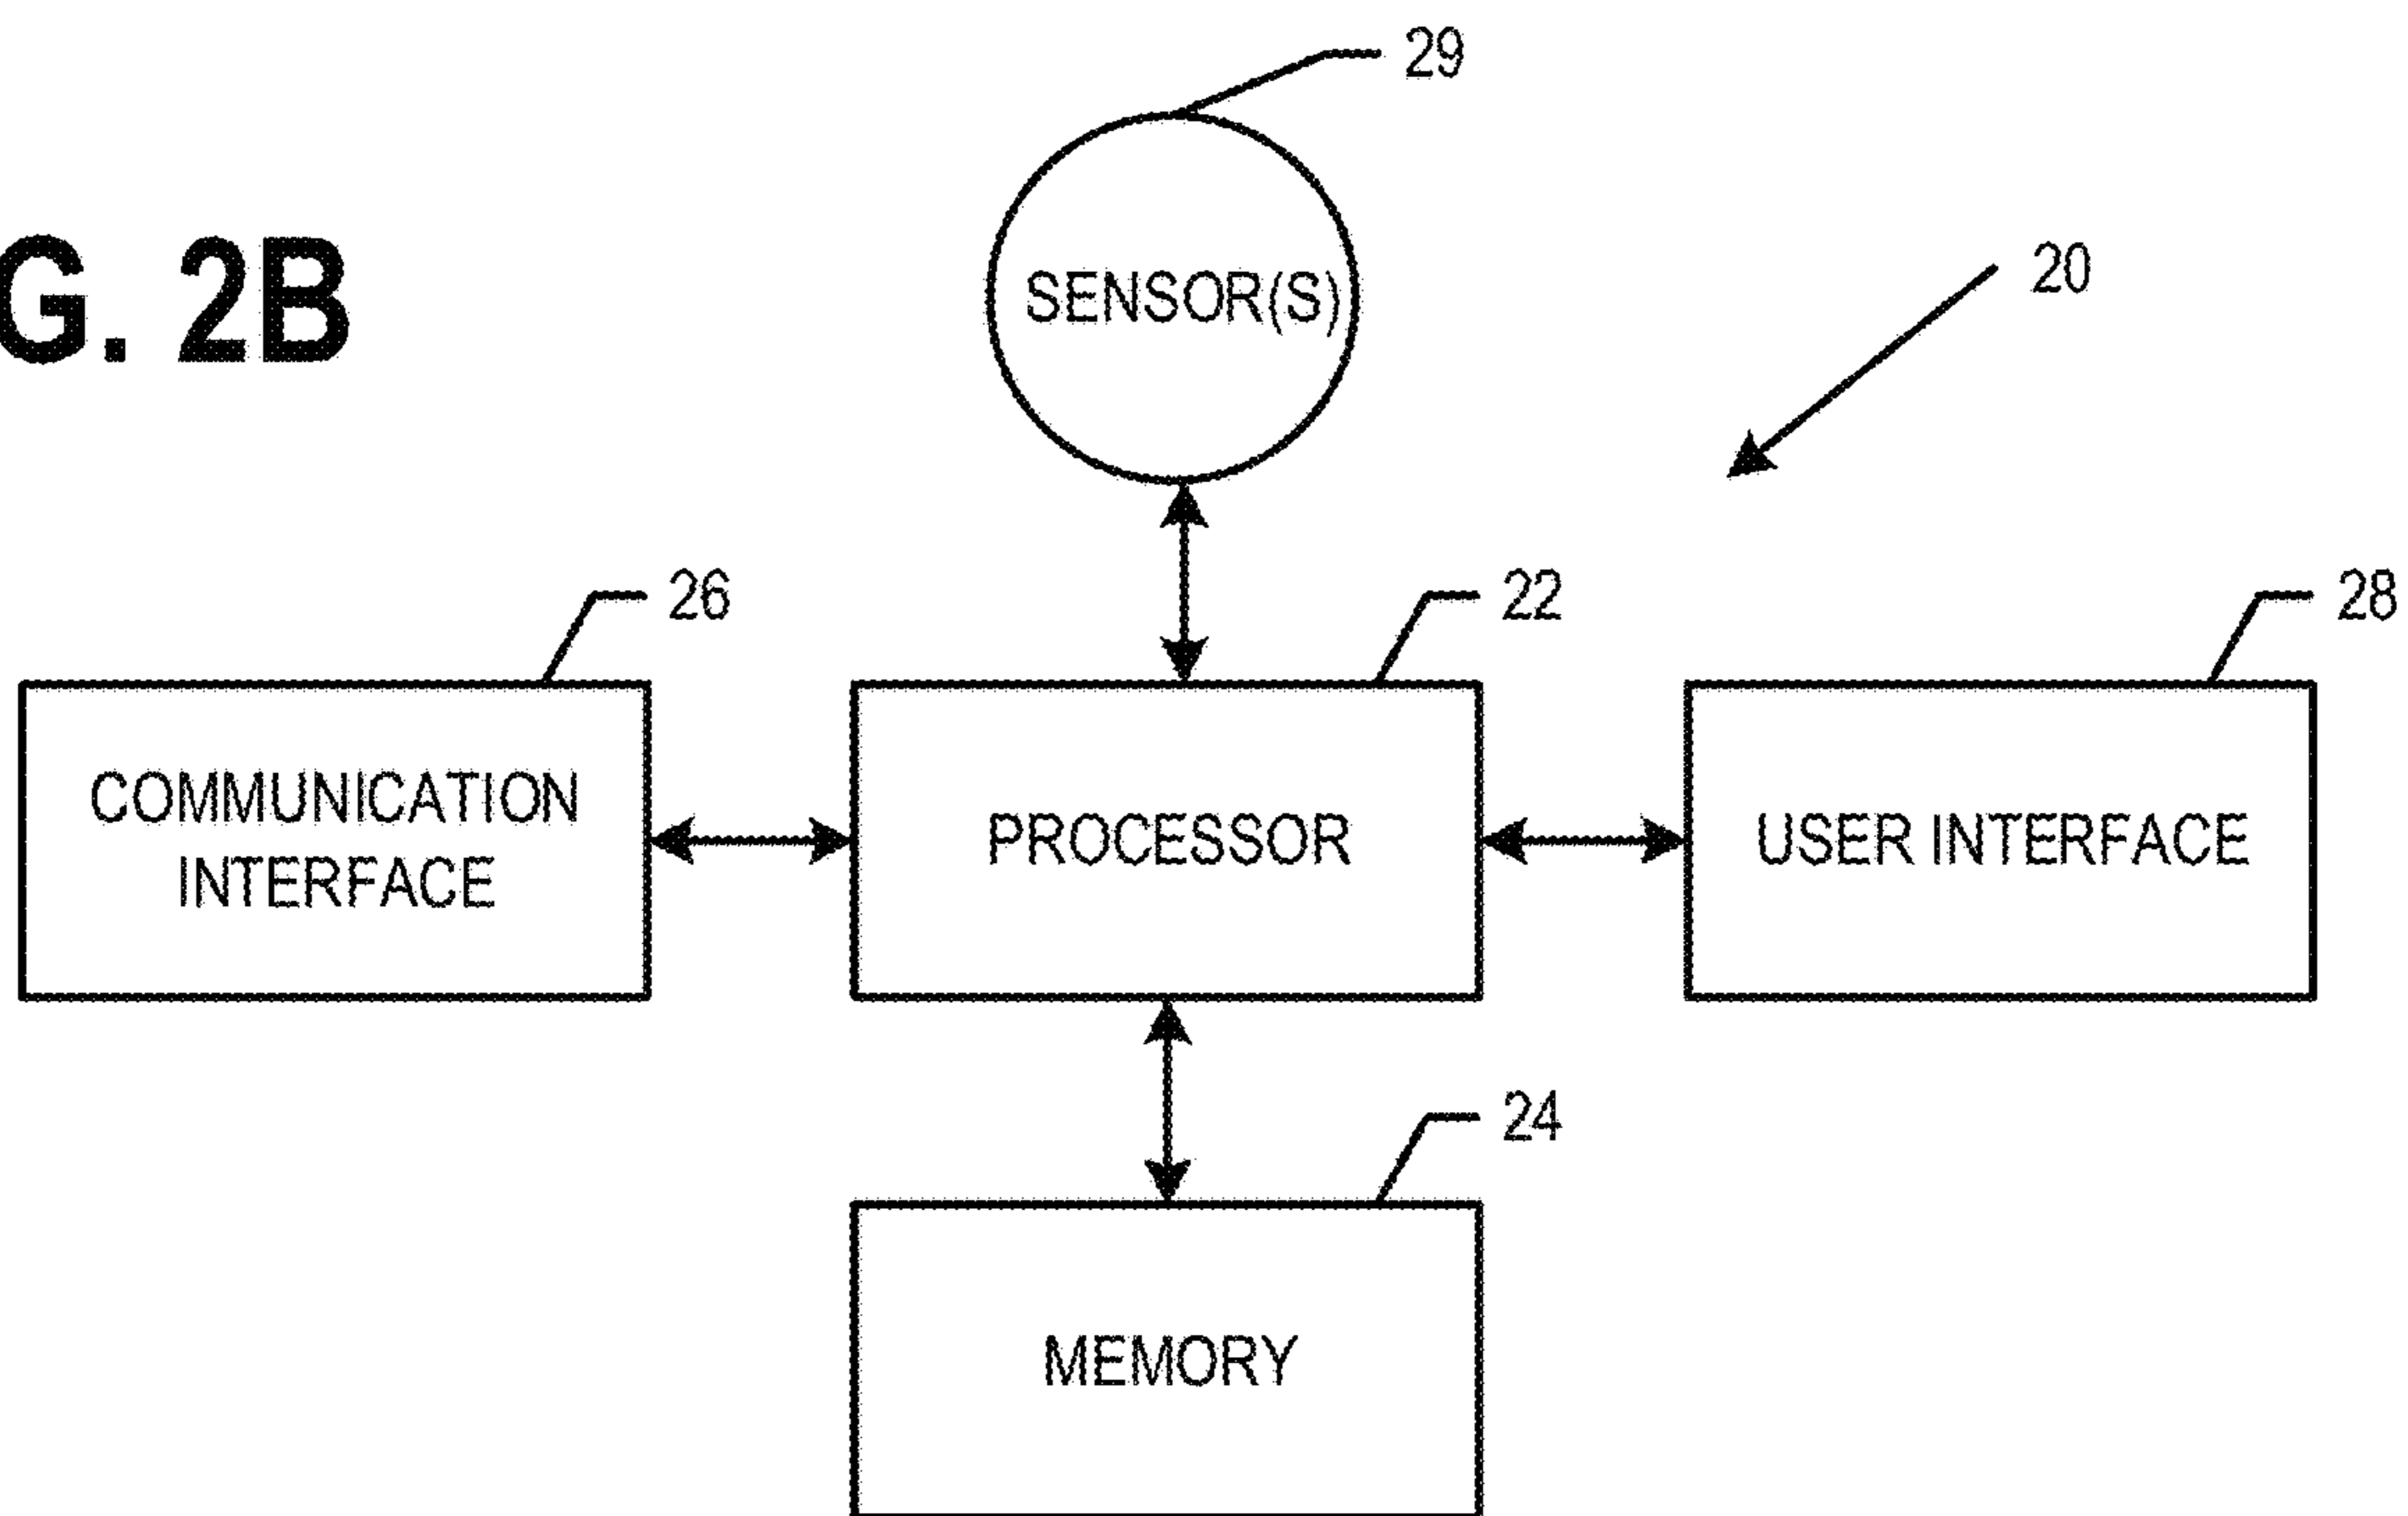 29
G. 2B
SENSOR(S)
20
26
22
28
COMMUNICATION
INTERFACE
PROCESSOR
USER INTERFACE
24
MEMORY